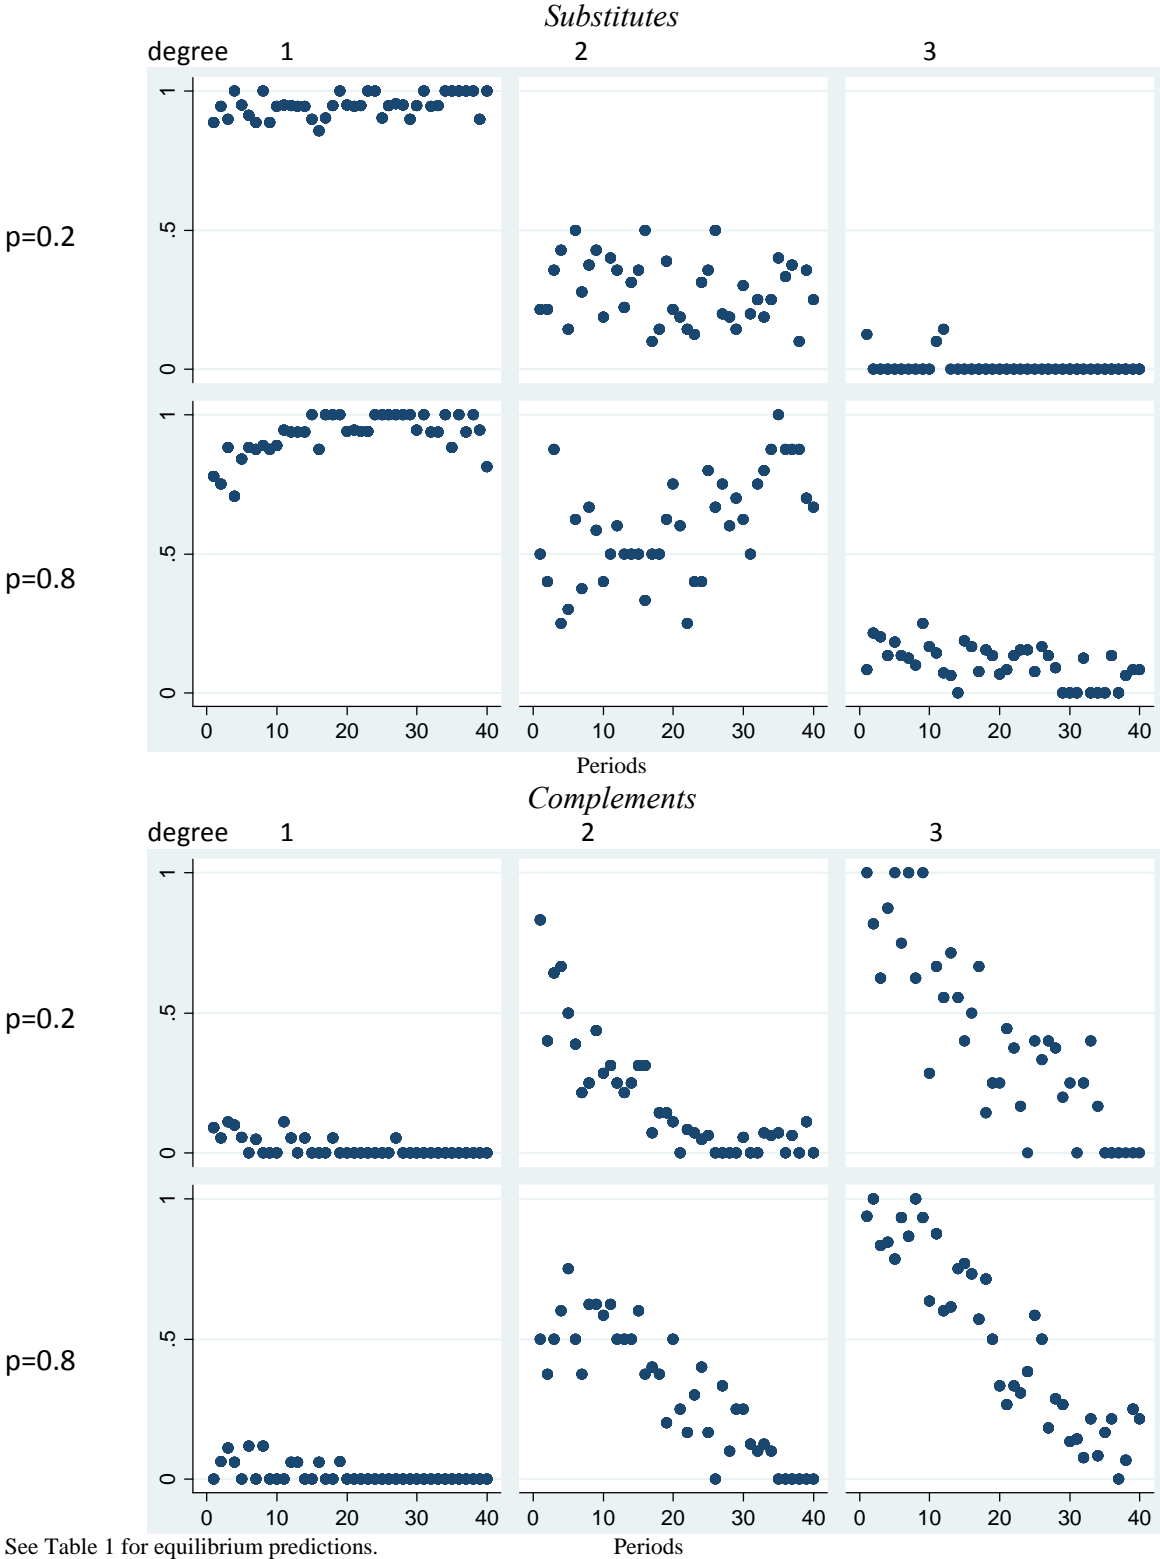 Substitutes
degree 1 2 3
1
.5
0
p=0.2
1
.5
0
p=0.8
0 10 20 30 40 0 10 20 30 40 0 10 20 30 40
Periods
Complements
degree 1 2 3
1
.5
0
p=0.2
1
.5
0
p=0.8
0 10 20 30 40 0 10 20 30 40 0 10 20 30 40
See Table 1 for equilibrium predictions. Periods